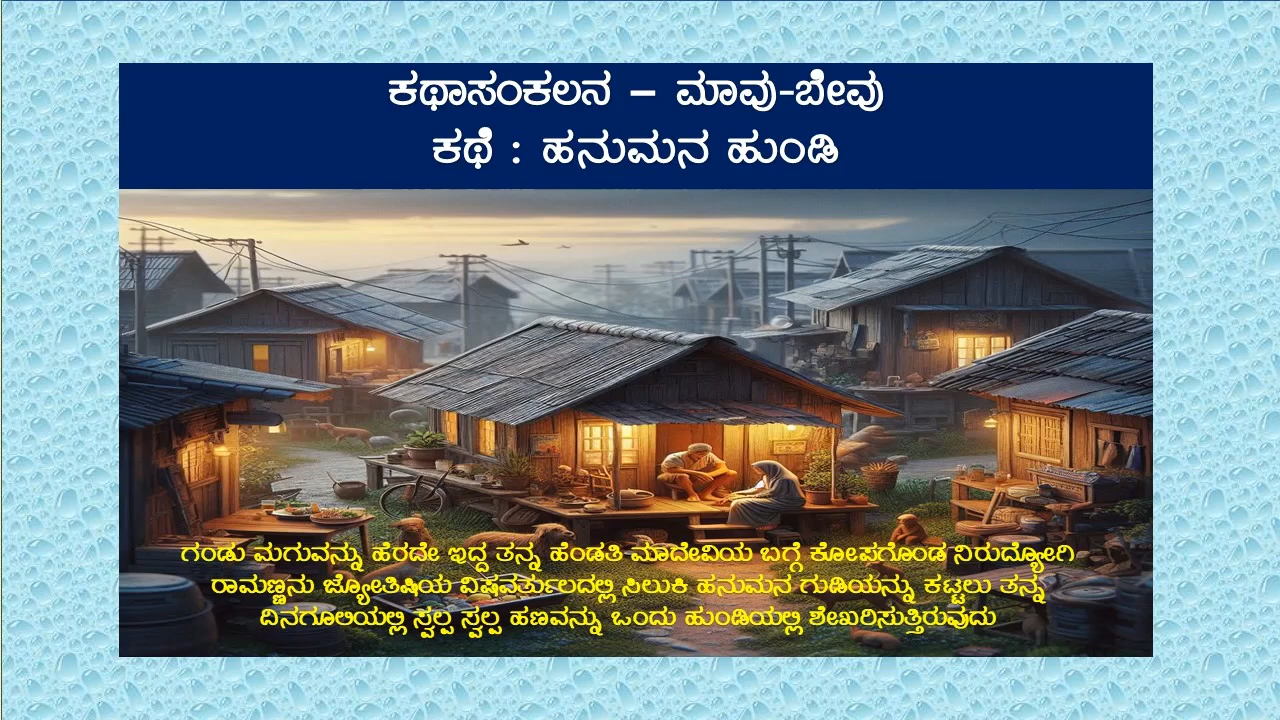 ಕಥಾಸಂಕಲನ – ಮಾವು-ಬೇವು
ಕಥೆ : ಹನುಮನ ಹುಂಡಿ
ಗಂಡು ಮಗುವನ್ನು ಹೆರದೇ ಇದ್ದ ತನ್ನ ಹೆಂಡತಿ ಮಾದೇವಿಯ ಬಗ್ಗೆ ಕೋಪಗೊಂಡ ನಿರುದ್ಯೋಗಿ
ರಾಮಣ್ಣನು ಜ್ಯೋತಿಷಿಯ ವಿಷವರ್ತುಲದಲ್ಲಿ ಸಿಲುಕಿ ಹನುಮನ ಗುಡಿಯನ್ನು ಕಟ್ಟಲು ತನ್ನ
ದಿನಗೂಲಿಯಲ್ಲಿ ಸ್ವಲ್ಪ ಸ್ವಲ್ಪ ಹಣವನ್ನು ಒಂದು ಹುಂಡಿಯಲ್ಲಿ ಶೇಖರಿಸುತ್ತಿರುವುದು